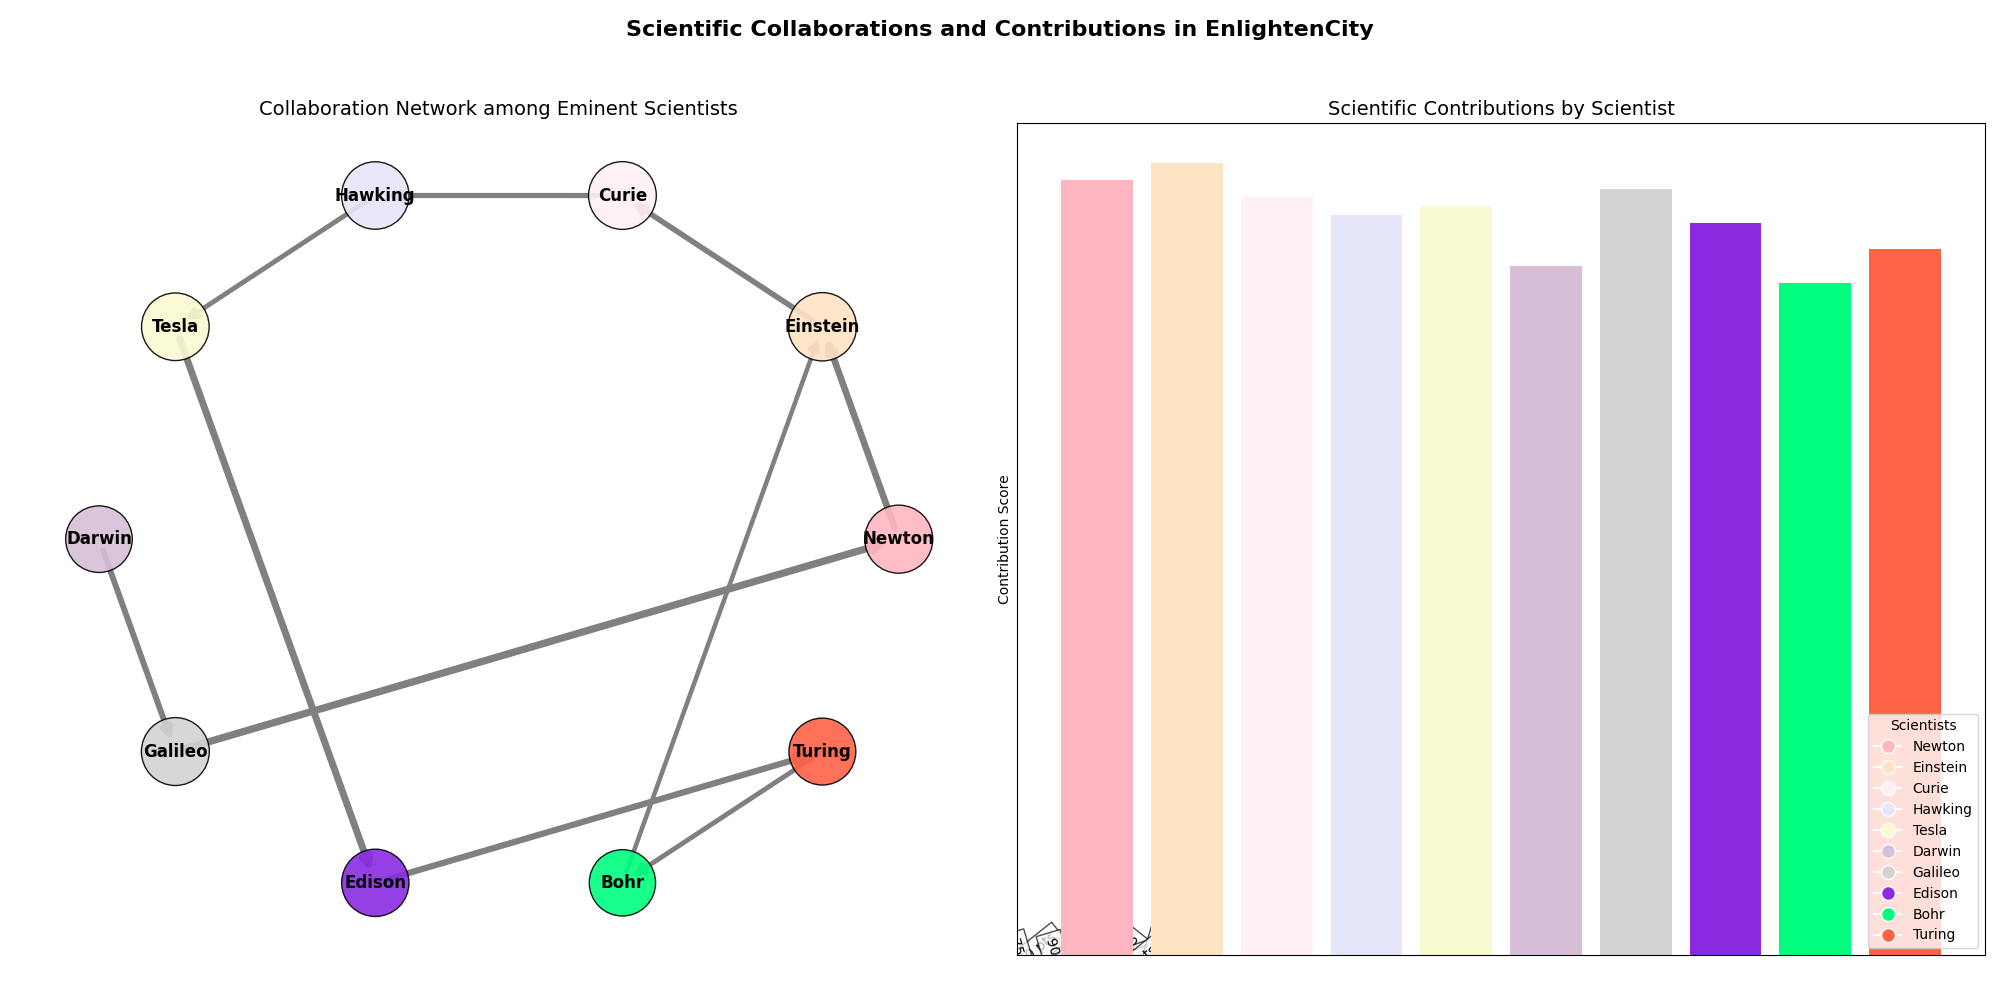 Scientific Collaborations and Contributions in EnlightenCity
Collaboration Network among Eminent Scientists
Hawking
Curie
Tesla
Einstein
Darwin
Newton
Galileo
Turing
Edison
Bohr
Scientific Contributions by Scientist
Contribution Score
90
Scientists
Newton
Einstein
Curie
Hawking
Tesla
Darwin
Galileo
Edison
Bohr
Turing